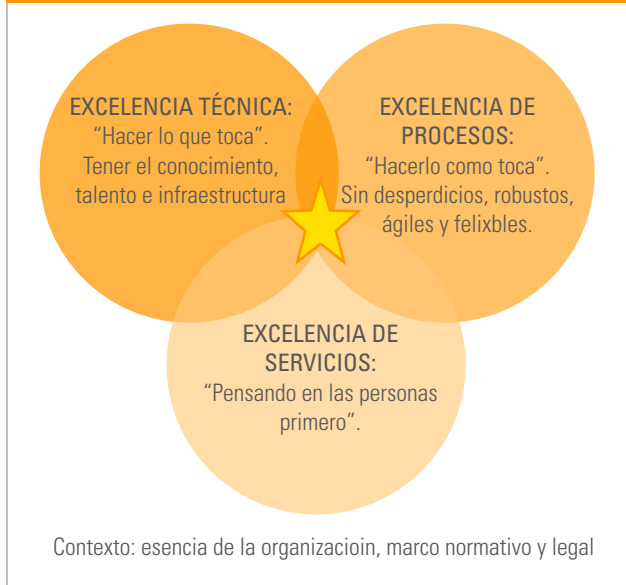 EXCELENCIA TÉCNICA:
“Hacer lo que toca”.
Tener el conocimiento,
talento e infraestructura
EXCELENCIA DE
PROCESOS:
“Hacerlo como toca”.
Sin desperdicios, robustos,
ágiles y felixbles.
EXCELENCIA DE
SERVICIOS:
“Pensando en las personas
primero”.
Contexto: esencia de la organizacioin, marco normativo y legal